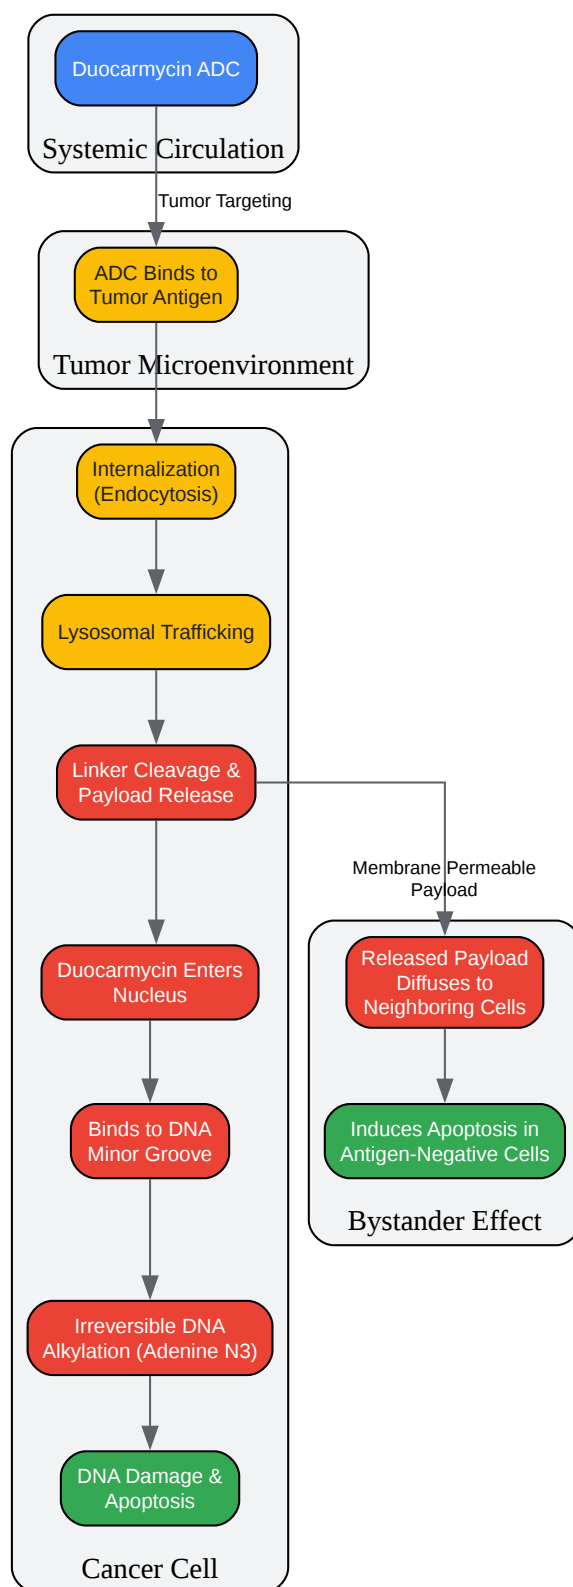 Duocarmycin ADC
Systemic Circulation
Tumor Targeting
ADC Binds to
Tumor Antigen
Tumor Microenvironment
Internalization
(Endocytosis)
Lysosomal Trafficking
Linker Cleavage &
Payload Release
Membrane Permeable
Payload
Duocarmycin Enters
Nucleus
Released Payload
Diffuses to
Neighboring Cells
Binds to DNA
Minor Groove
Induces Apoptosis in
Antigen-Negative Cells
Bystander Effect
Irreversible DNA
Alkylation (Adenine N3)
DNA Damage &
Apoptosis
Cancer Cell